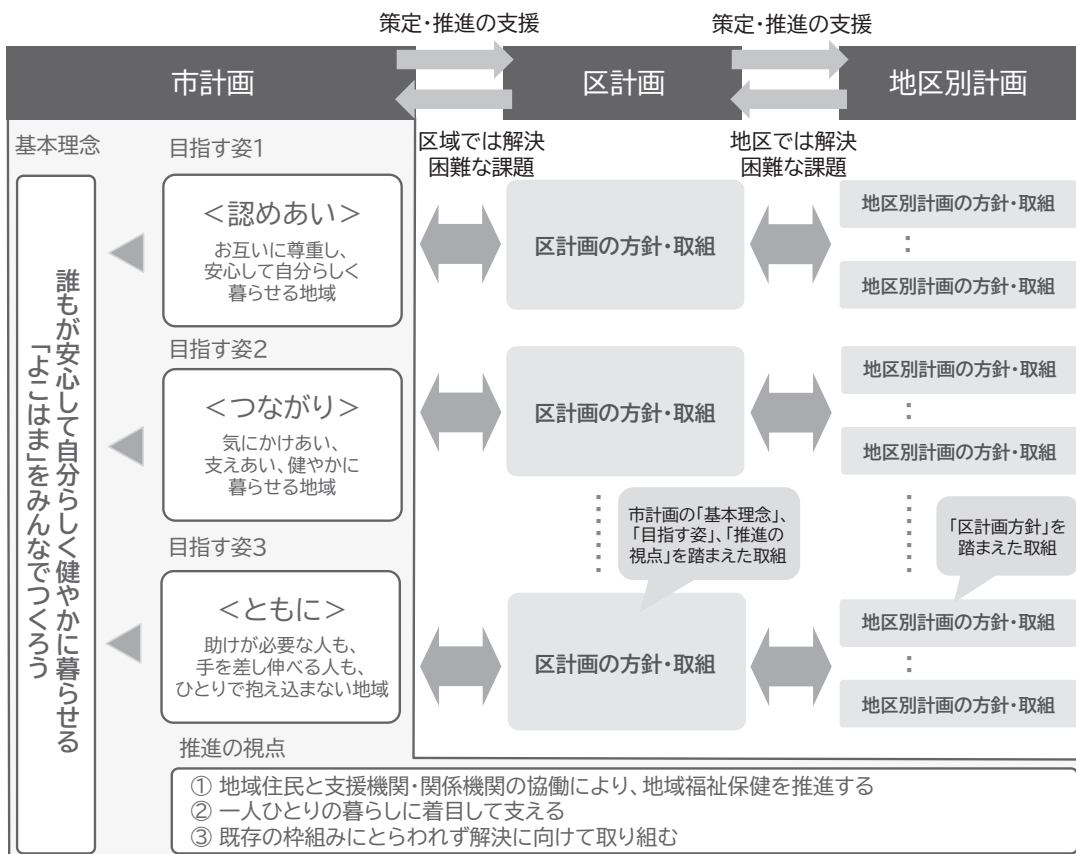 策定・推進の支援
策定・推進の支援
市計画
区計画
地区別計画
区域では解決
困難な課題
地区では解決
困難な課題
基本理念
誰もが安心して自分らしく健やかに暮らせる
「よこはま」をみんなでつくろう
目指す姿1
＜認めあい＞
お互いに尊重し、
安心して自分らしく
暮らせる地域
区計画の方針・取組
地区別計画の方針・取組
：
地区別計画の方針・取組
目指す姿2
＜つながり＞
気にかけあい、
支えあい、健やかに
暮らせる地域
区計画の方針・取組
地区別計画の方針・取組
：
地区別計画の方針・取組
市計画の「基本理念」、
「目指す姿」、「推進の
視点」を踏まえた取組
「区計画方針」を
踏まえた取組
目指す姿3
＜ともに＞
助けが必要な人も、
手を差し伸べる人も、
ひとりで抱え込まない地域
区計画の方針・取組
地区別計画の方針・取組
：
地区別計画の方針・取組
推進の視点
① 地域住民と支援機関・関係機関の協働により、地域福祉保健を推進する
② 一人ひとりの暮らしに着目して支える
③ 既存の枠組みにとらわれず解決に向けて取り組む